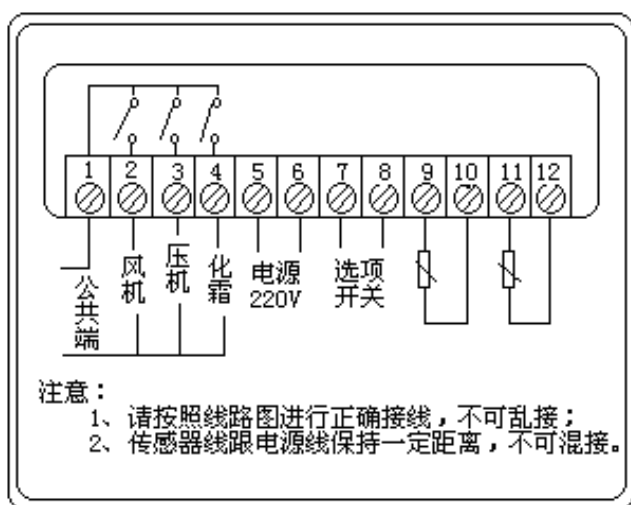 1 2 3 4 5 6 7 8 9 10 11 12
公共端
风机
压机
化霜
电源
220V
选项
开关
注意：
1、请按照线路图进行正确接线，不可乱接；
2、传感器线跟电源线保持一定距离，不可混接。